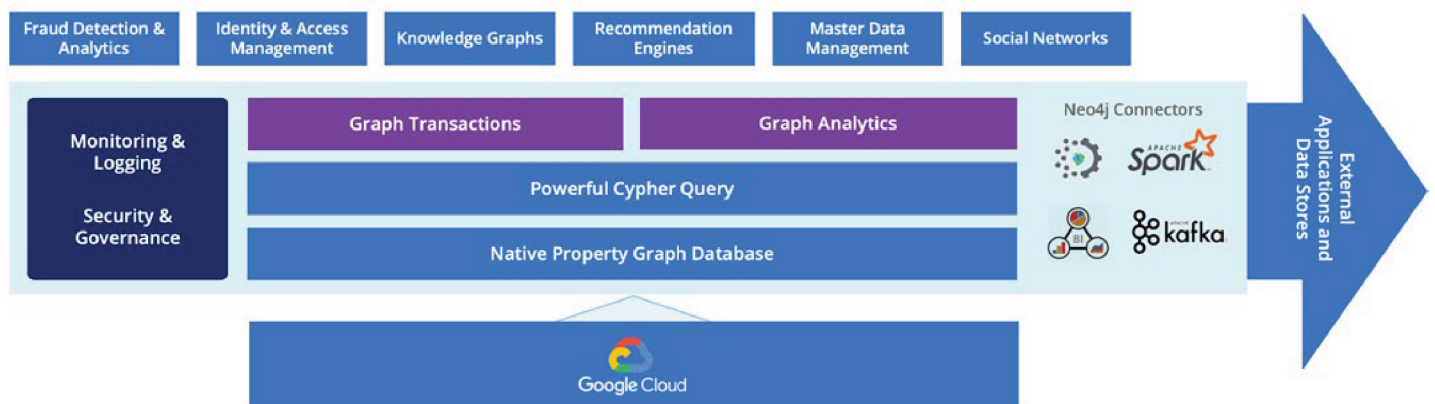 Fraud Detection &
Analytics
Identity & Access
Management
Knowledge Graphs
Recommendation
Engines
Master Data
Management
Social Networks
Monitoring &
Logging
Security &
Governance
Graph Transactions
Graph Analytics
Powerful Cypher Query
Native Property Graph Database
Neo4j Connectors
APACHE
Spark
BI
APACHE
kafka
External
Applications and
Data Stores
Google Cloud